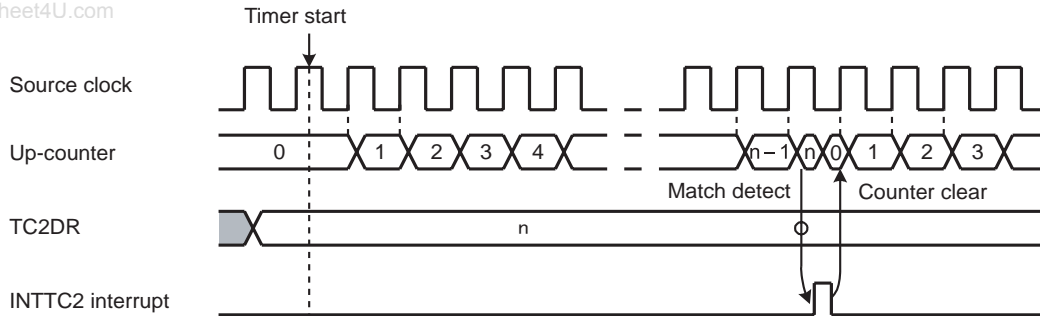 heet4U.com
Timer start
Source clock
Up-counter
0 1 2 3 4 n–1 n 0 1 2 3
Match detect Counter clear
TC2DR
n
INTTC2 interrupt